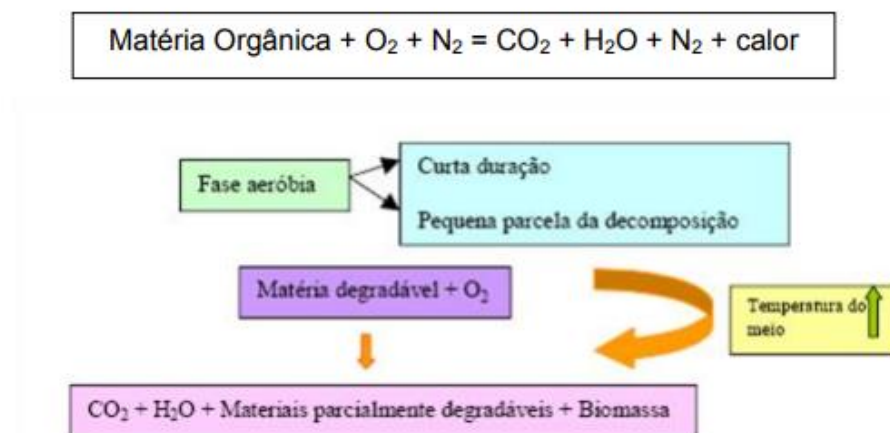 Matéria Orgânica + O₂ + N₂ = CO₂ + H₂O + N₂ + calor
Fase aeróbia
Curta duração
Pequena parcela da decomposição
Matéria degradável + O₂
Temperatura do
meio
CO₂ + H₂O + Materiais parcialmente degradáveis + Biomassa